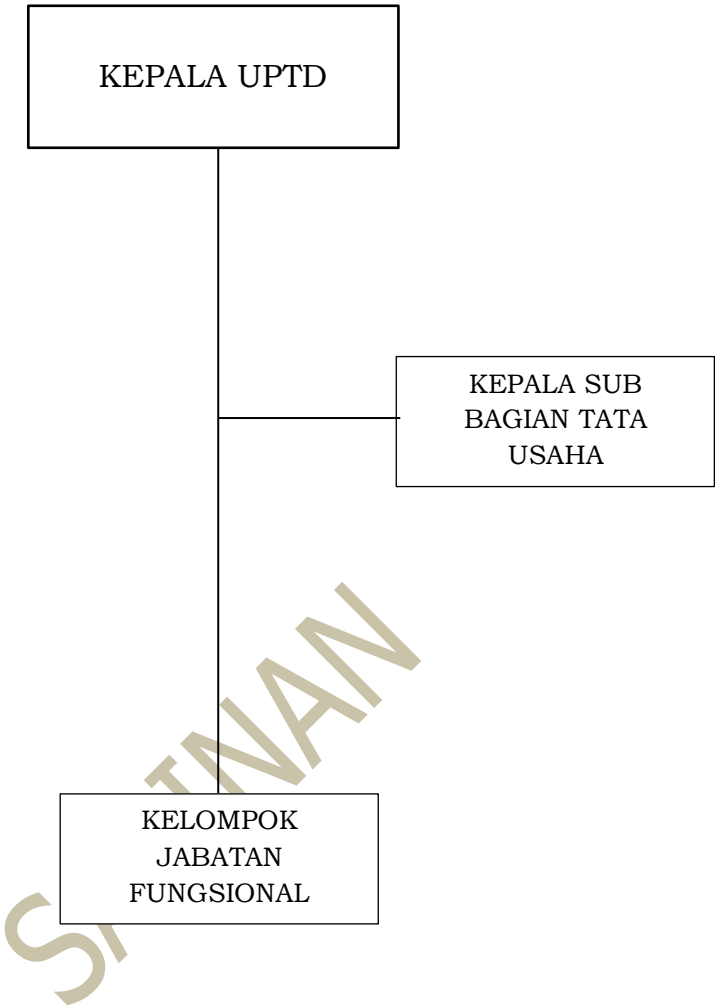 KEPALA UPTD
KEPALA SUB
BAGIAN TATA
USAHA
KELOMPOK
JABATAN
FUNGSIONAL